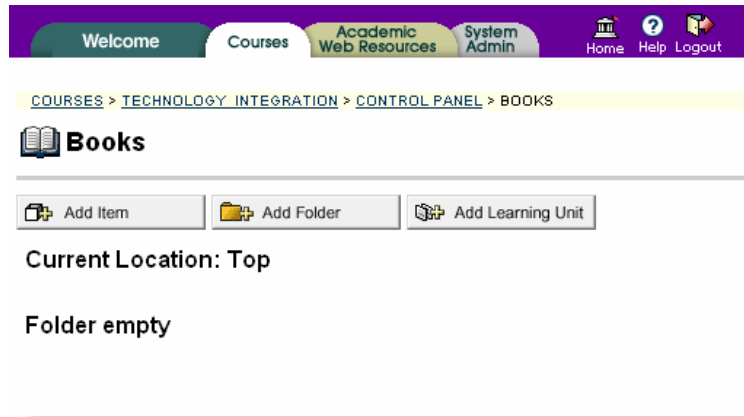 Welcome
Courses
Academic
Web Resources
System
Admin
Home Help Logout
COURSES > TECHNOLOGY INTEGRATION > CONTROL PANEL > BOOKS
Books
Add Item
Add Folder
Add Learning Unit
Current Location: Top
Folder empty